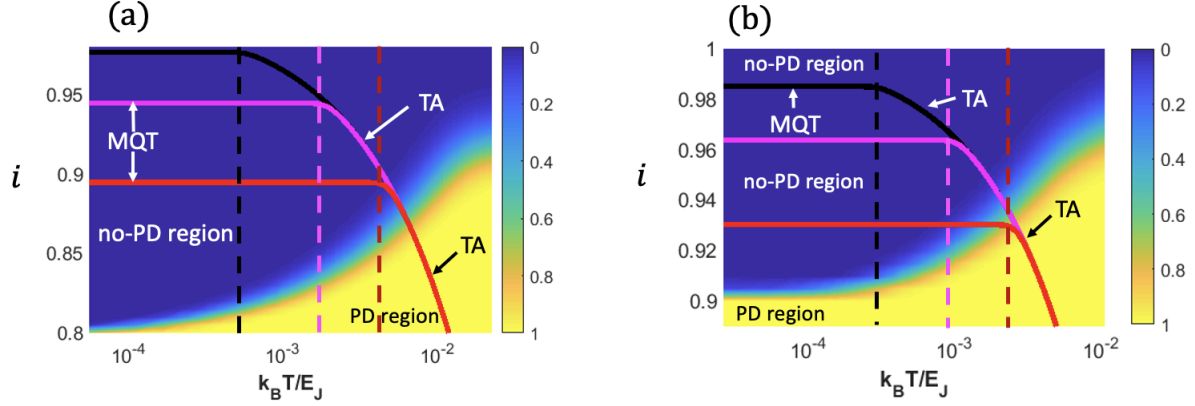 (a)
0.95
0.9
0.85
0.8
i
MQT
TA
no-PD region
TA
PD region
10^-4
10^-3
10^-2
k_B T/E_J
0
0.2
0.4
0.6
0.8
1
(b)
1
0.98
0.96
0.94
0.92
0.9
i
no-PD region
TA
MQT
no-PD region
TA
PD region
10^-4
10^-3
10^-2
k_B T/E_J
0
0.2
0.4
0.6
0.8
1